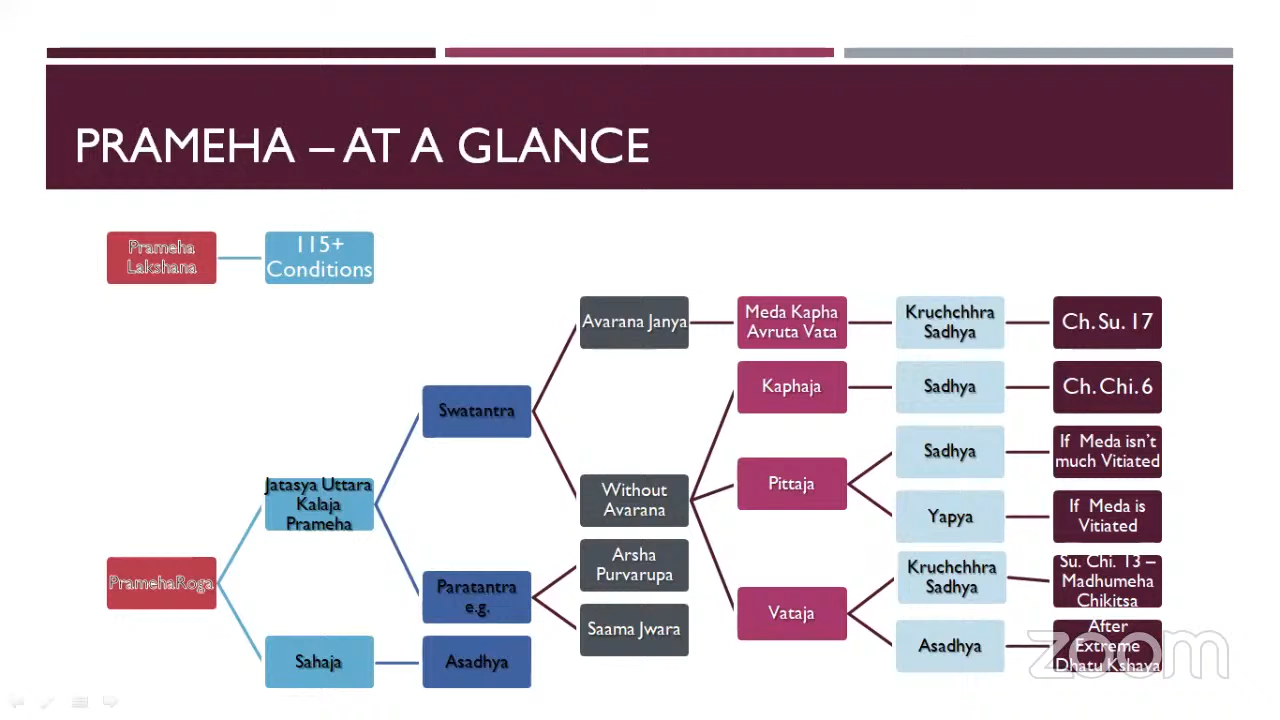 PRAMEHA – AT A GLANCE
Prameha
Lakshana
115+
Conditions
PramehaRoga
Jatasya Uttara
Kalaja
Prameha
Sahaja
Swatantra
Paratantra
e.g.
Asadhya
Avarana Janya
Without
Avarana
Arsha
Purvarupa
Saama Jwara
Meda Kapha
Avruta Vata
Kaphaja
Pittaja
Vataja
Kruchchhra
Sadhya
Sadhya
Sadhya
Yapya
Kruchchhra
Sadhya
Asadhya
Ch. Su. 17
Ch. Chi. 6
If Meda isn't
much Vitiated
If Meda is
Vitiated
Su. Chi. 13 –
Madhumeha
Chikitsa
After
Extreme
Dhatu Kshaya
zoom